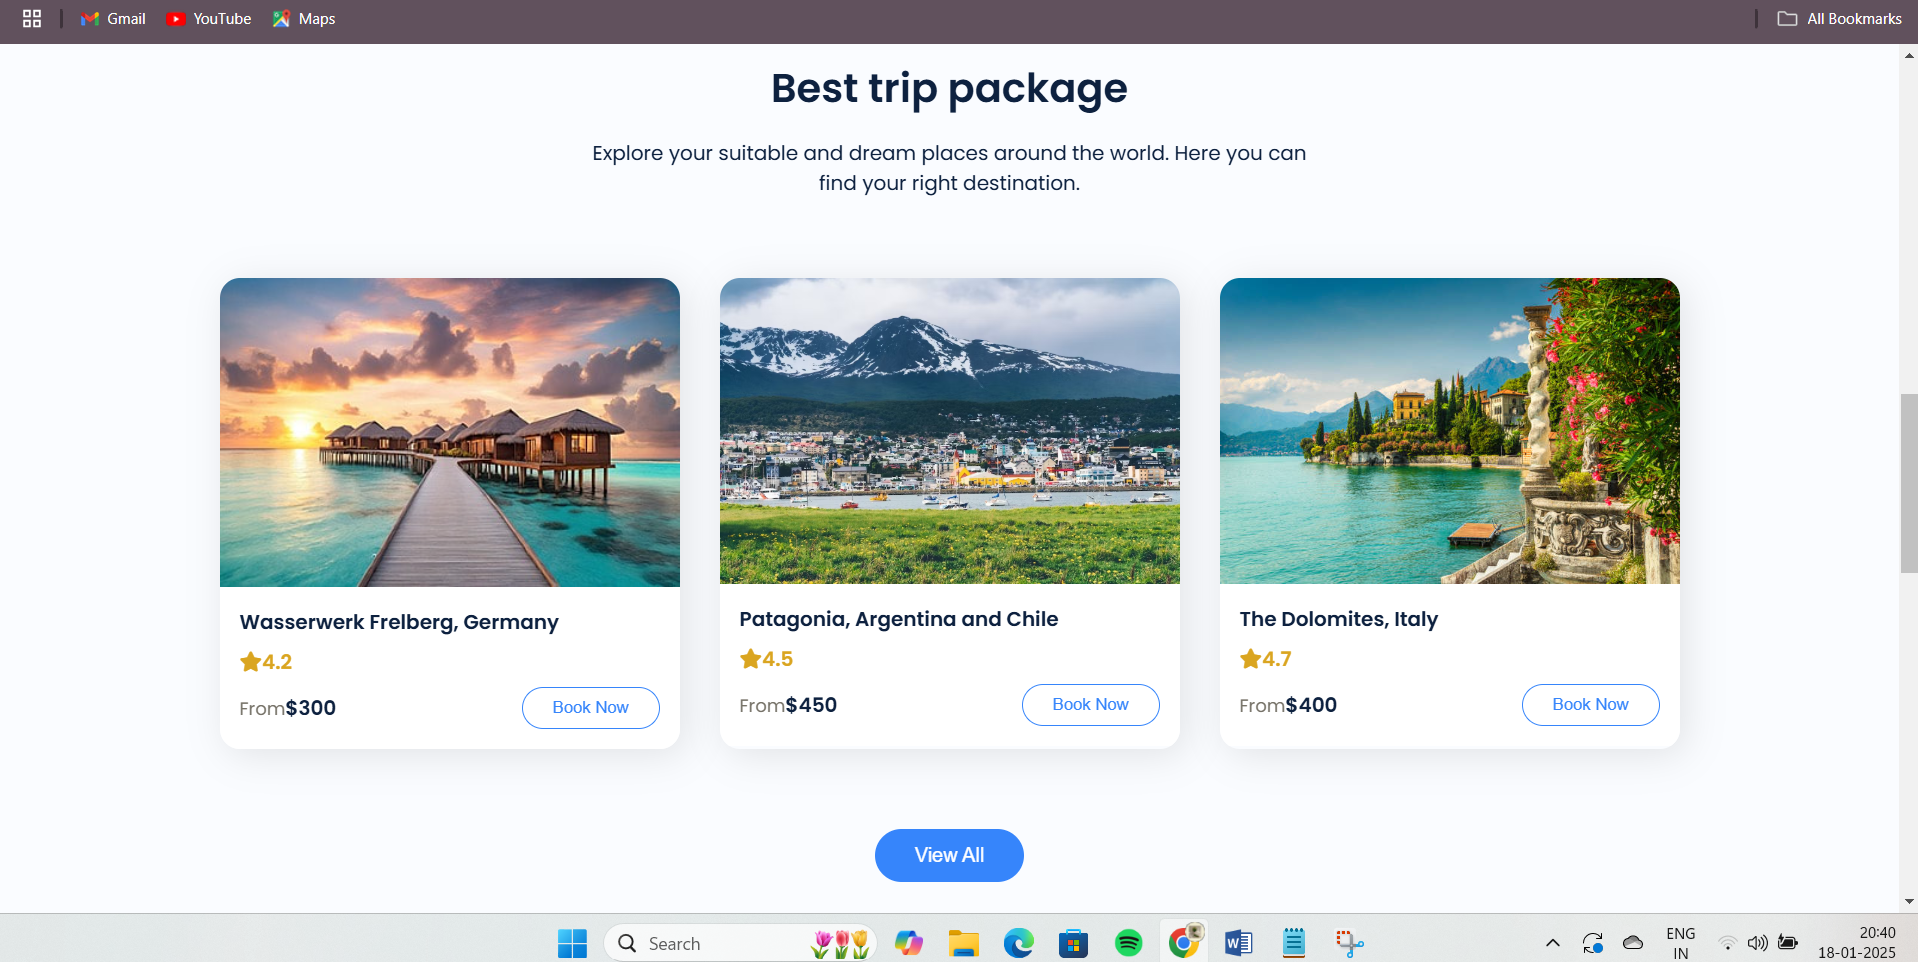 Gmail
YouTube
Maps
All Bookmarks
Best trip package
Explore your suitable and dream places around the world. Here you can
find your right destination.
Wasserwerk Frelberg, Germany
4.2
From$300
Book Now
Patagonia, Argentina and Chile
4.5
From$450
Book Now
The Dolomites, Italy
4.7
From$400
Book Now
View All
Search
W
ENG
IN
20:40
18-01-2025